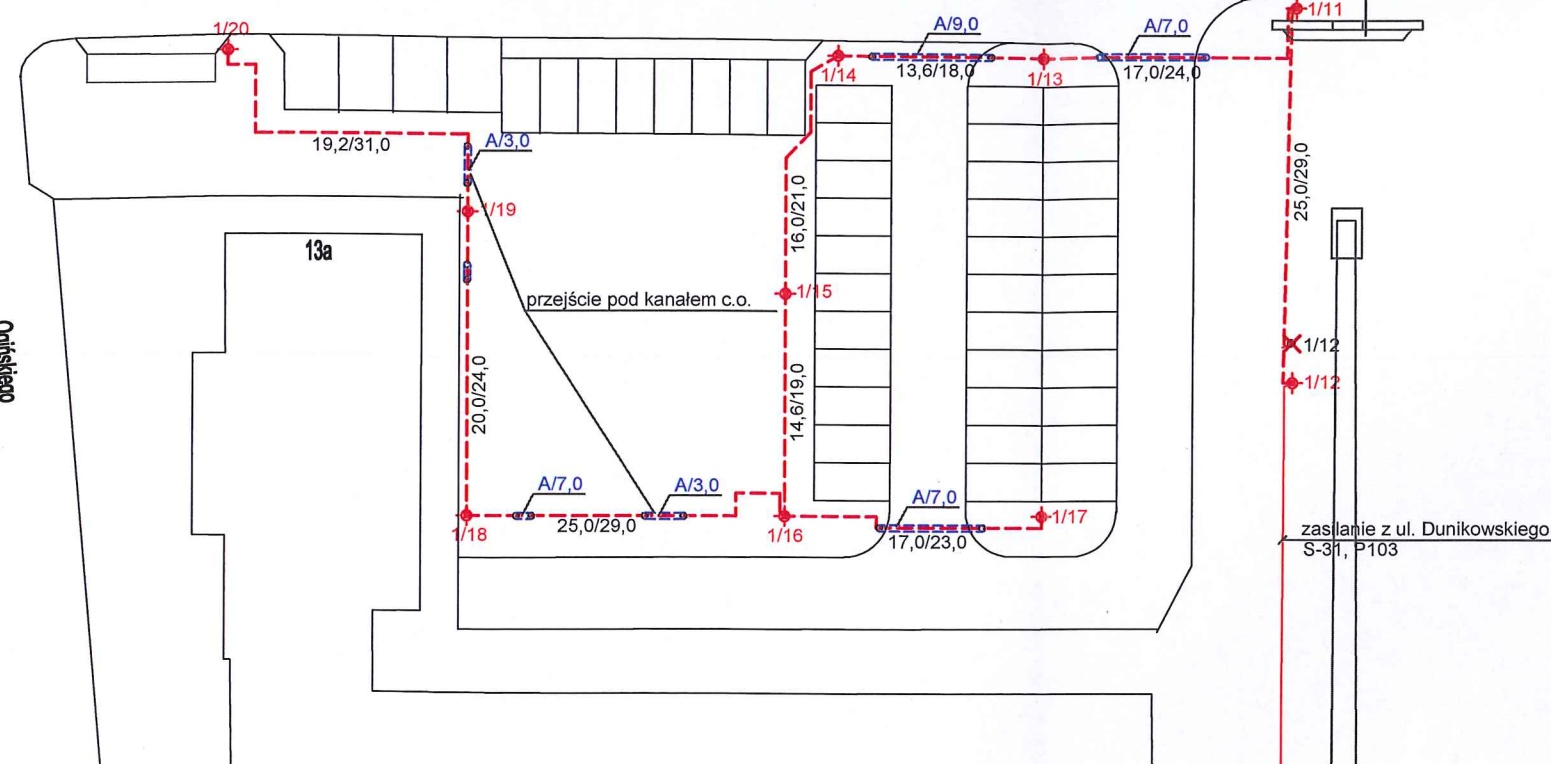 1/20
A/9,0
A/7,0
1/11
1/14
13,6/18,0
1/13
17,0/24,0
19,2/31,0
A/3,0
25,0/29,0
16,0/21,0
1/19
13a
przejście pod kanałem c.o.
1/15
Ogińskiego
1/12
1/12
20,0/24,0
14,6/19,0
A/7,0
A/3,0
A/7,0
1/18
25,0/29,0
1/16
17,0/23,0
1/17
zasilanie z ul. Dunikowskiego
S-31, P103